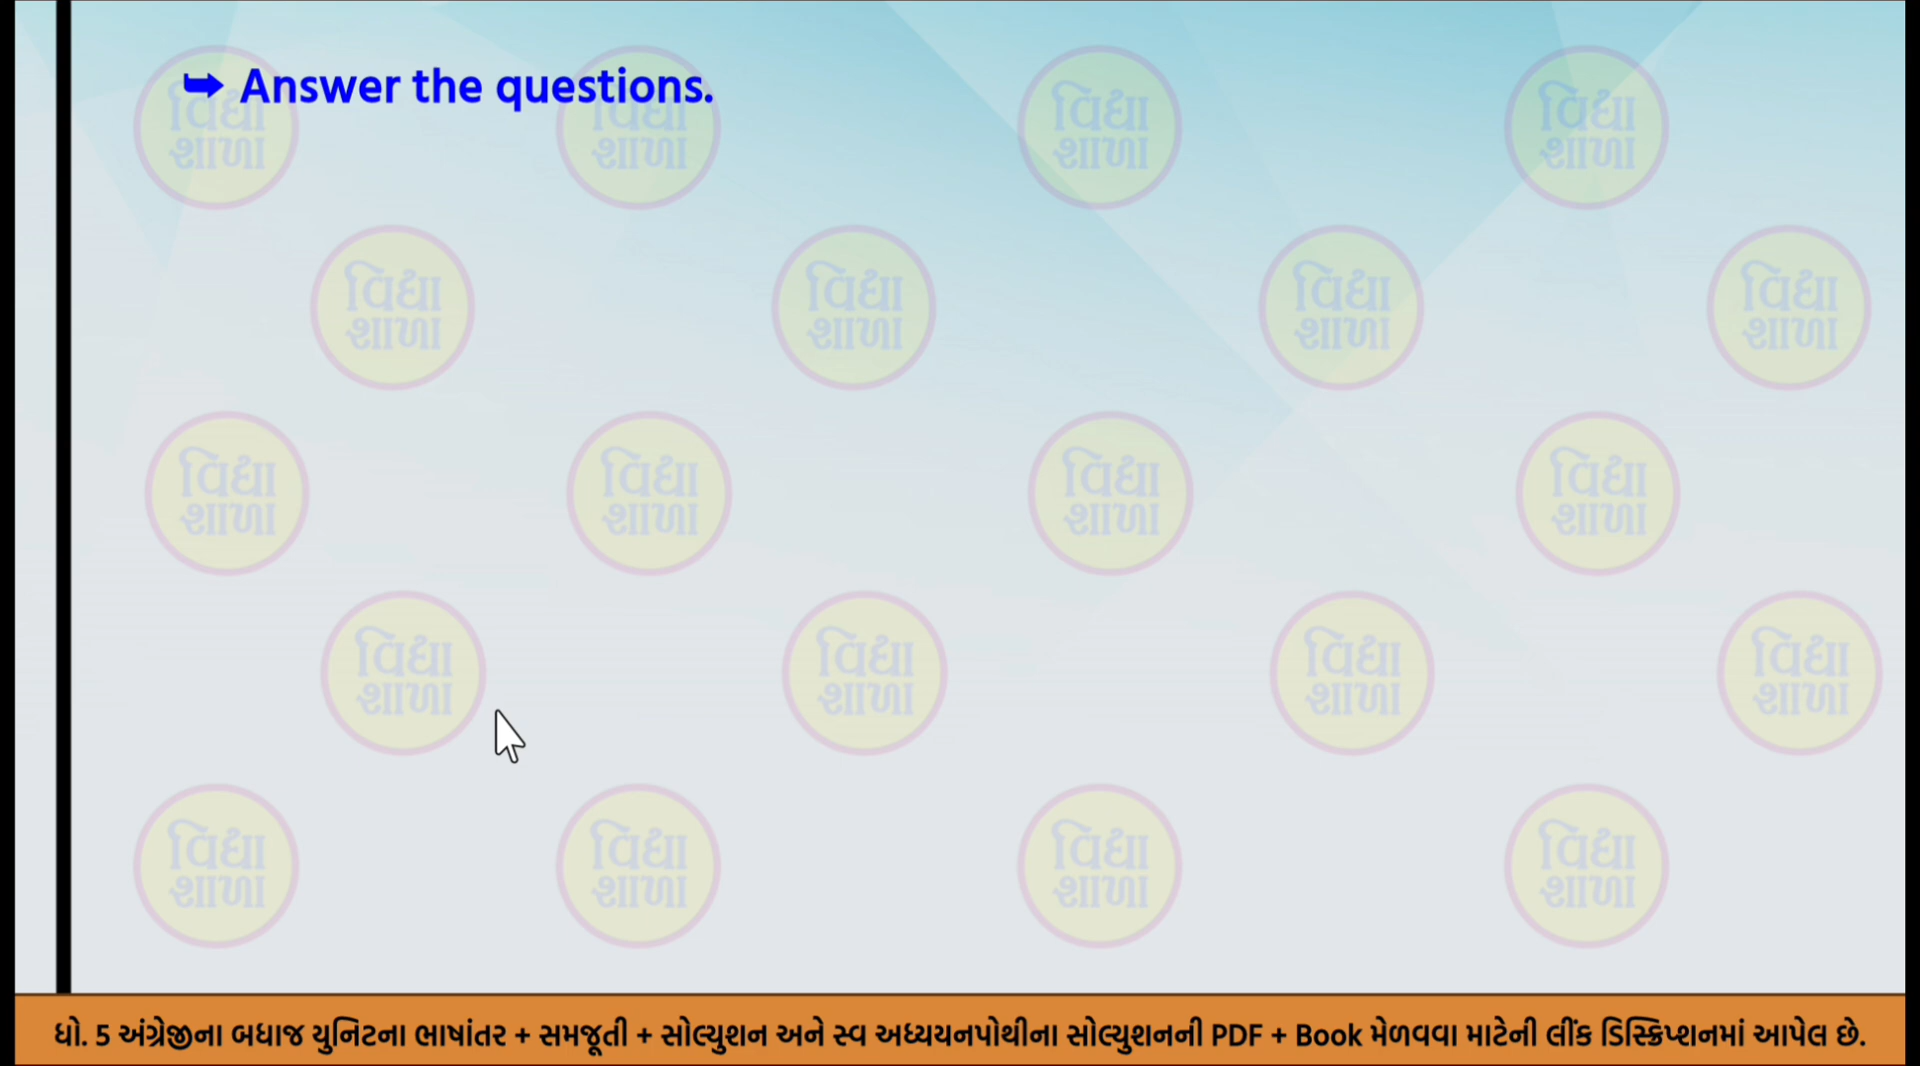 ➥ Answer the questions.
વિદ્યા
શાળા
વિદ્યા
શાળા
વિદ્યા
શાળા
વિદ્યા
શાળા
વિદ્યા
શાળા
વિદ્યા
શાળા
વિદ્યા
શાળા
વિદ્યા
શાળા
વિદ્યા
શાળા
વિદ્યા
શાળા
વિદ્યા
શાળા
વિદ્યા
શાળા
વિદ્યા
શાળા
વિદ્યા
શાળા
વિદ્યા
શાળા
વિદ્યા
શાળા
વિદ્યા
શાળા
વિદ્યા
શાળા
વિદ્યા
શાળા
વિદ્યા
શાળા
ધો. 5 અંગ્રેજીના બધાજ યુનિટના ભાષાંતર + સમજૂતી + સોલ્યુશન અને સ્વ અધ્યયનપોથીના સોલ્યુશનની PDF + Book મેળવવા માટેની લીંક ડિસ્ક્રિપ્શનમાં આપેલ છે.